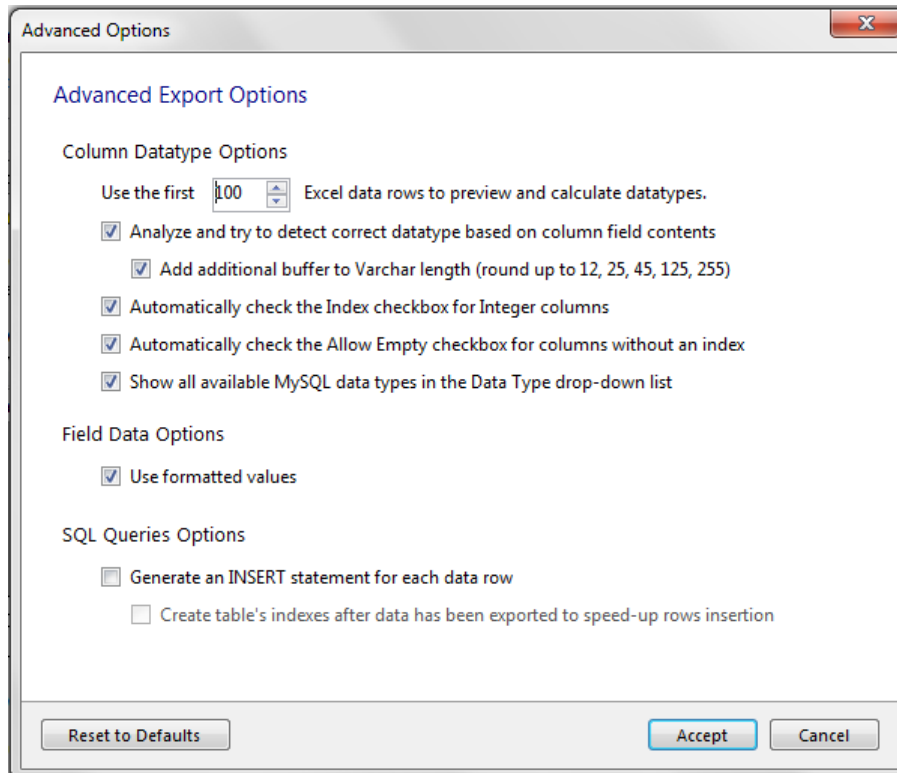 Advanced Options
Advanced Export Options
Column Datatype Options
Use the first 100 Excel data rows to preview and calculate datatypes.
Analyze and try to detect correct datatype based on column field contents
Add additional buffer to Varchar length (round up to 12, 25, 45, 125, 255)
Automatically check the Index checkbox for Integer columns
Automatically check the Allow Empty checkbox for columns without an index
Show all available MySQL data types in the Data Type drop-down list
Field Data Options
Use formatted values
SQL Queries Options
Generate an INSERT statement for each data row
Create table's indexes after data has been exported to speed-up rows insertion
Reset to Defaults Accept Cancel